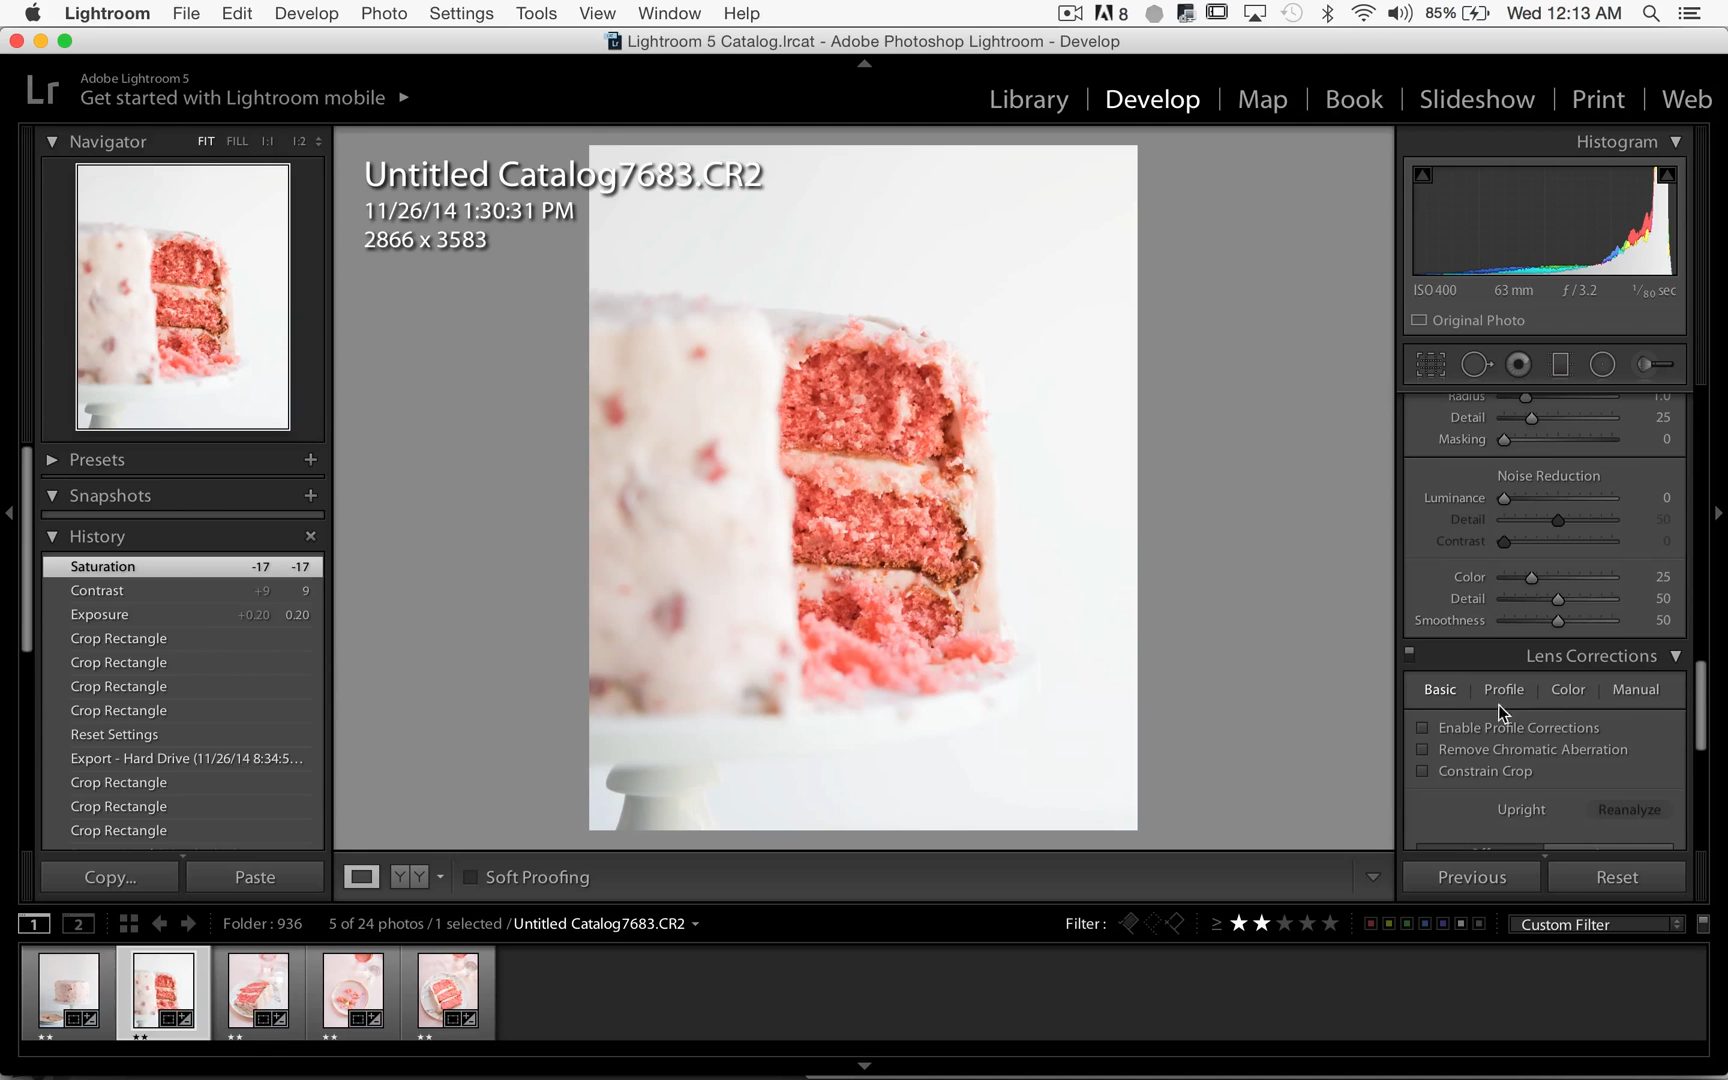 Lightroom File Edit Develop Photo Settings Tools View Window Help
8 85% Wed 12:13 AM
Lightroom 5 Catalog.lrcat - Adobe Photoshop Lightroom - Develop
Lr
Adobe Lightroom 5
Get started with Lightroom mobile
Library | Develop | Map | Book | Slideshow | Print | Web
Navigator FIT FILL 1:1 1:2
Presets +
Snapshots +
History ×
Saturation -17 -17
Contrast +9 9
Exposure +0.20 0.20
Crop Rectangle
Crop Rectangle
Crop Rectangle
Crop Rectangle
Reset Settings
Export - Hard Drive (11/26/14 8:34:5...
Crop Rectangle
Crop Rectangle
Crop Rectangle
Copy... Paste
Untitled Catalog7683.CR2
11/26/14 1:30:31 PM
2866 x 3583
Histogram
ISO 400 63 mm ƒ / 3.2 1/80 sec
Original Photo
Radius 1.0
Detail 25
Masking 0
Noise Reduction
Luminance 0
Detail 50
Contrast 0
Color 25
Detail 50
Smoothness 50
Lens Corrections
Basic | Profile | Color | Manual
Enable Profile Corrections
Remove Chromatic Aberration
Constrain Crop
Upright Reanalyze
Previous Reset
Y Y Soft Proofing
1 2 Folder : 936 5 of 24 photos / 1 selected / Untitled Catalog7683.CR2 Filter : ≥ ★★★★★ Custom Filter
★★ ★★ ★★ ★★ ★★